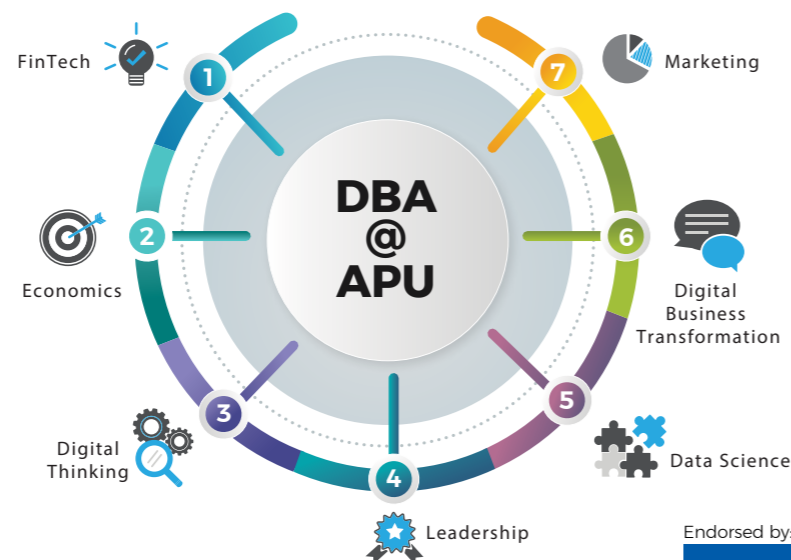 DBA
@
APU
1
FinTech
2
Economics
3
Digital
Thinking
4
Leadership
5
Data Science
6
Digital
Business
Transformation
7
Marketing
Endorsed by: